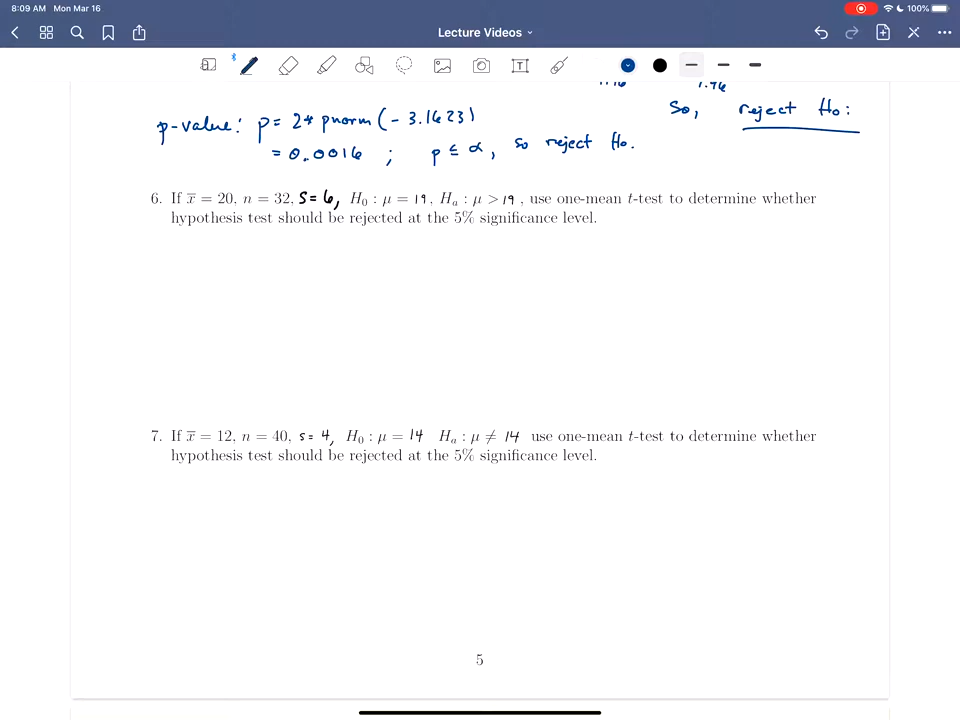 8:09 AM Mon Mar 16
100%
Lecture Videos
T
1.96
So, reject Ho:
p-value: p = 2* pnorm (- 3.1623)
= 0.0016 ; p ≤ α, so reject Ho.
6. If x̅ = 20, n = 32, S = 6, H₀ : μ = 19, Hₐ : μ > 19, use one-mean t-test to determine whether
hypothesis test should be rejected at the 5% significance level.
7. If x̅ = 12, n = 40, s = 4, H₀ : μ = 14 Hₐ : μ ≠ 14 use one-mean t-test to determine whether
hypothesis test should be rejected at the 5% significance level.
5